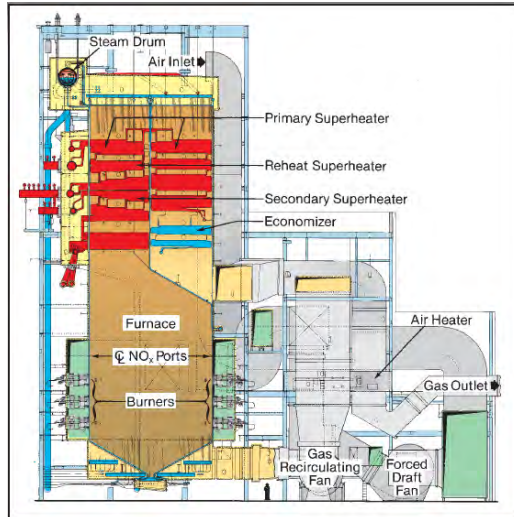 Steam Drum
Air Inlet
Primary Superheater
Reheat Superheater
Secondary Superheater
Economizer
Furnace
℄ NOx Ports
Air Heater
Burners
Gas Outlet
Gas
Recirculating
Fan
Forced
Draft
Fan